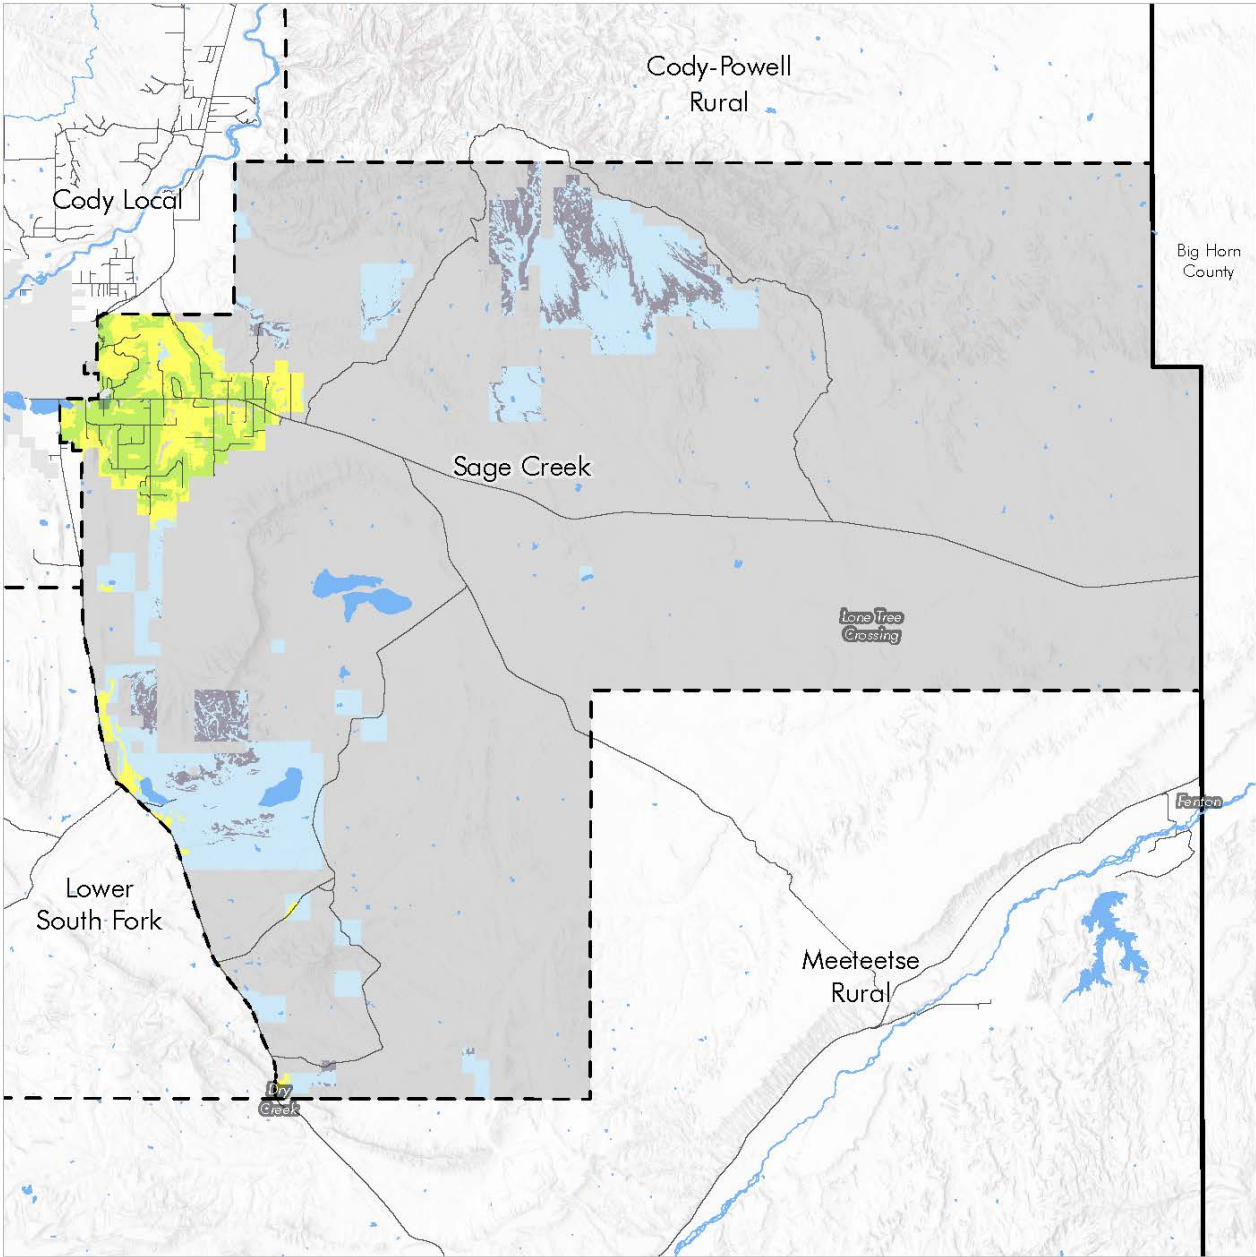 Cody-Powell
Rural
Cody Local
Big Horn
County
Sage Creek
Lone Tree
Crossing
Fenton
Lower
South Fork
Meeteetse
Rural
Dry
Creek